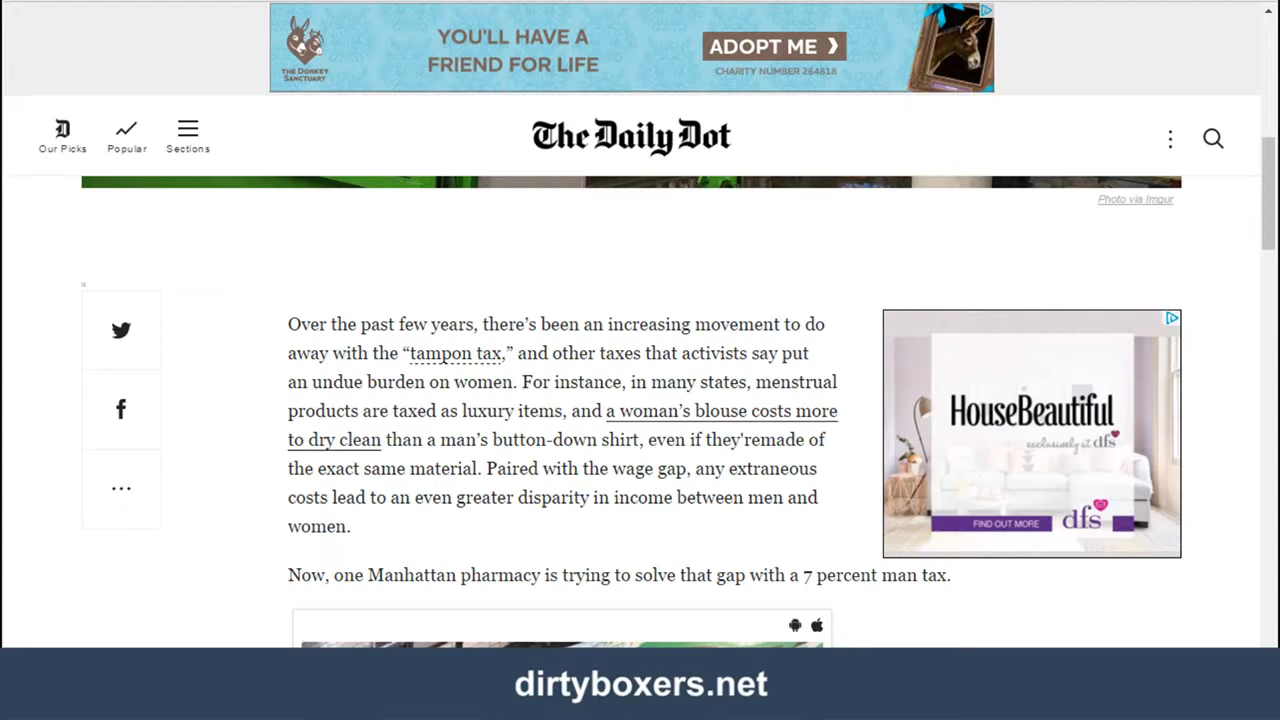 THE DONKEY
SANCTUARY
YOU'LL HAVE A
FRIEND FOR LIFE
ADOPT ME ❯
CHARITY NUMBER 264818
Our Picks
Popular
Sections
The Daily Dot
Photo via Imgur
Over the past few years, there's been an increasing movement to do
away with the “tampon tax,” and other taxes that activists say put
an undue burden on women. For instance, in many states, menstrual
products are taxed as luxury items, and a woman's blouse costs more
to dry clean than a man's button-down shirt, even if they'remade of
the exact same material. Paired with the wage gap, any extraneous
costs lead to an even greater disparity in income between men and
women.
HouseBeautiful
exclusively at dfs
FIND OUT MORE
dfs
Now, one Manhattan pharmacy is trying to solve that gap with a 7 percent man tax.
dirtyboxers.net